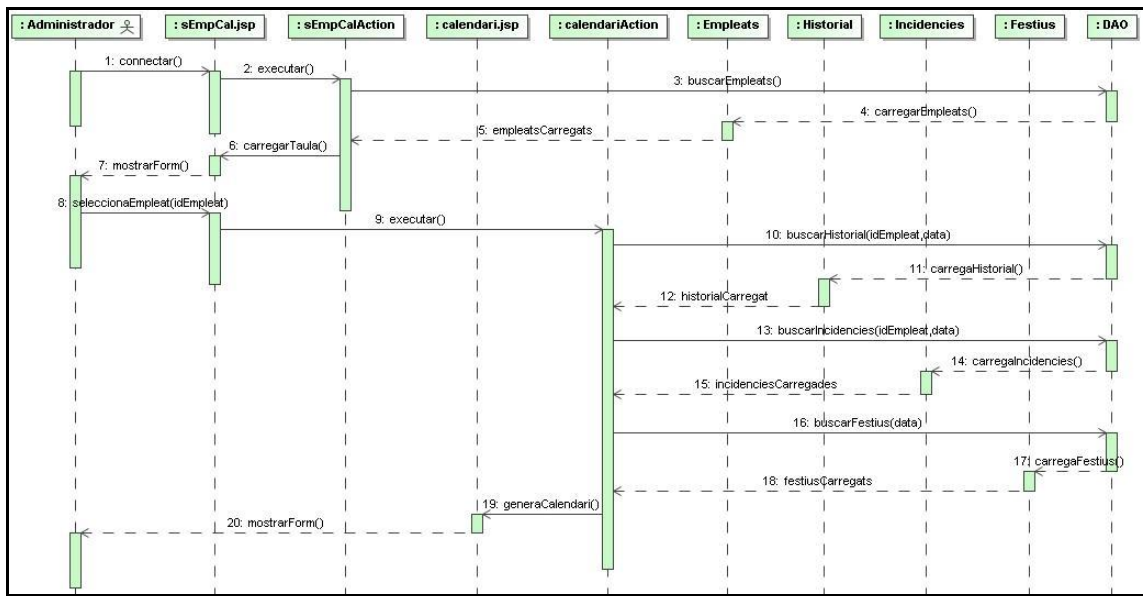 : Administrador
: sEmpCal.jsp
: sEmpCalAction
: calendari.jsp
: calendariAction
: Empleats
: Historial
: Incidencies
: Festius
: DAO
1: connectar()
2: executar()
3: buscarEmpleats()
4: carregarEmpleats()
5: empleatsCarregats
6: carregarTaula()
7: mostrarForm()
8: seleccionaEmpleat(idEmpleat)
9: executar()
10: buscarHistorial(idEmpleat,data)
11: carregaHistorial()
12: historialCarregat
13: buscarIncidencies(idEmpleat,data)
14: carregaIncidencies()
15: incidenciesCarregades
16: buscarFestius(data)
17: carregaFestius()
18: festiusCarregats
19: generaCalendari()
20: mostrarForm()